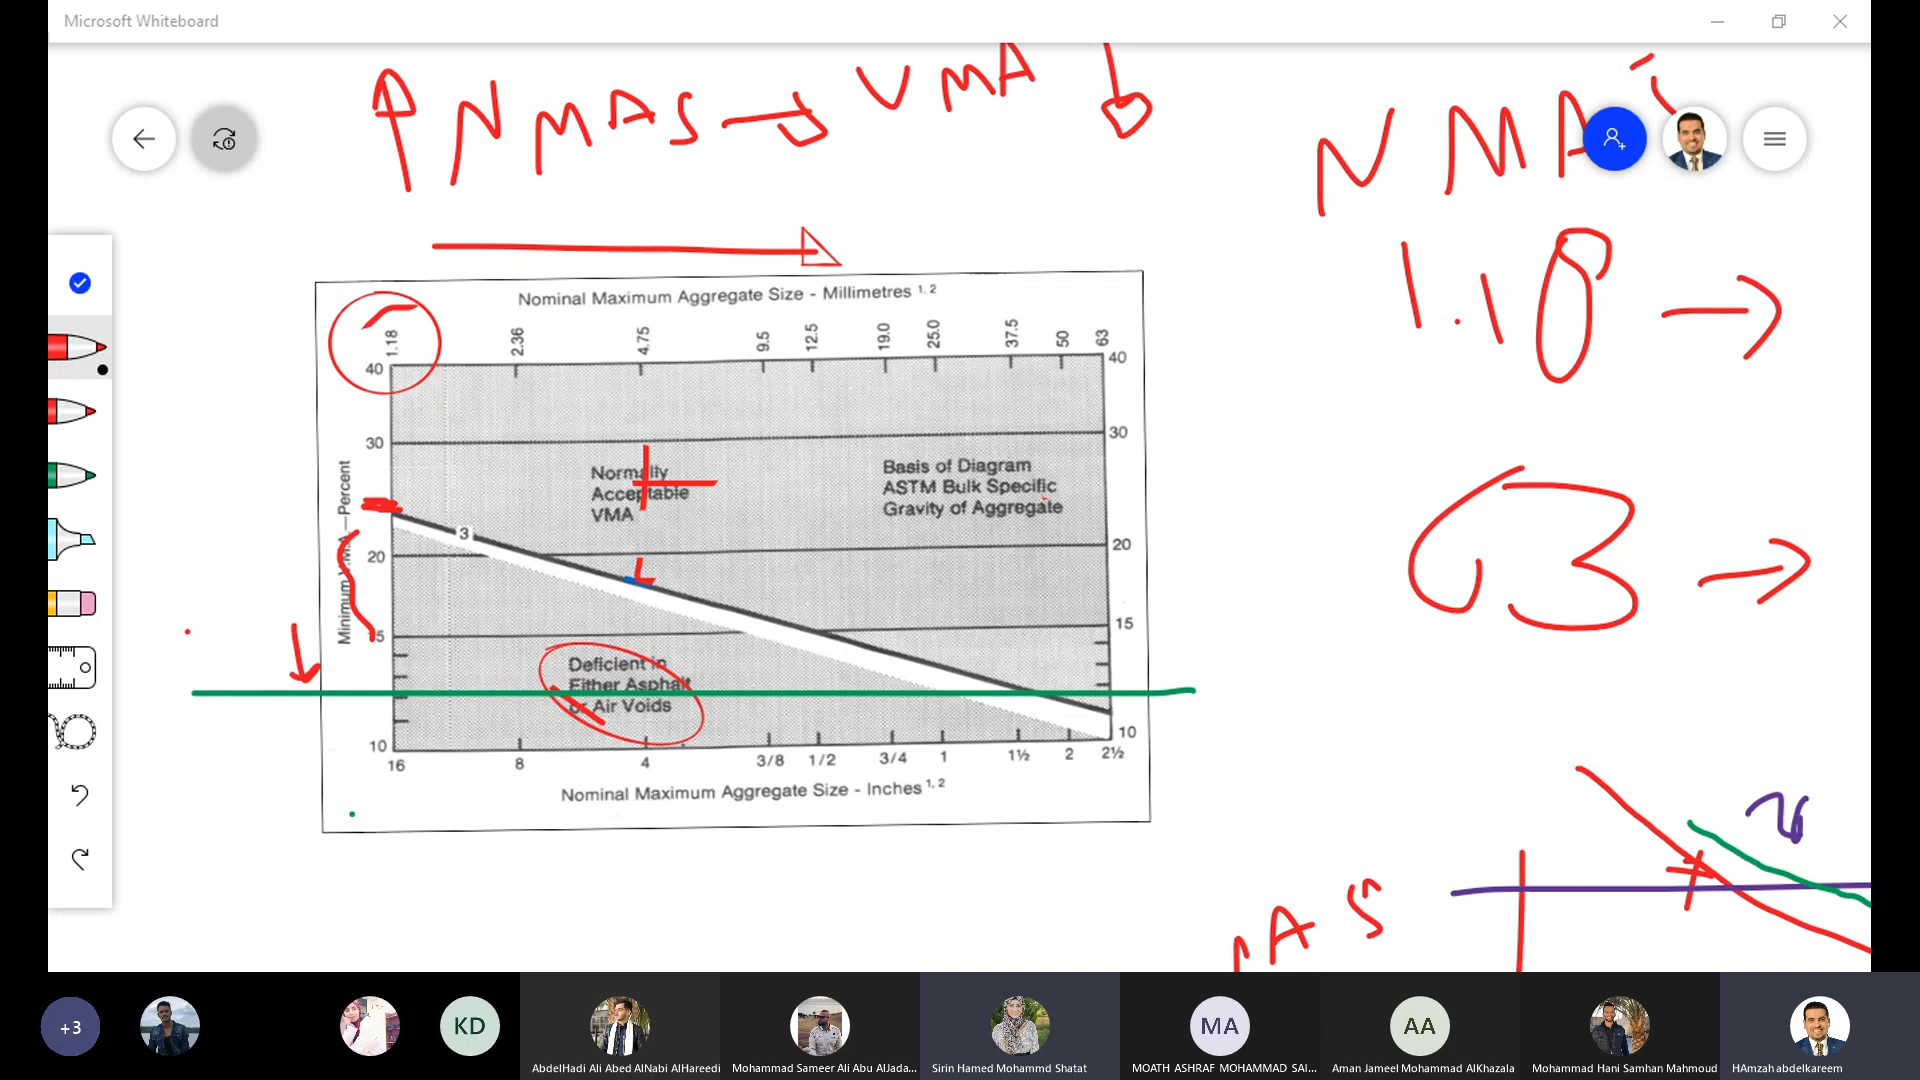 Microsoft Whiteboard
NMAS → VMA
NMA
1.18 →
63 →
Nominal Maximum Aggregate Size - Millimetres 1, 2
1.18 2.36 4.75 9.5 12.5 19.0 25.0 37.5 50 63
40 40
30 30
Normally
Acceptable
VMA
Basis of Diagram
ASTM Bulk Specific
Gravity of Aggregate
Minimum V.M.A.—Percent
3
20 20
5 15
Deficient in
Either Asphalt
or Air Voids
10 10
16 8 4 3/8 1/2 3/4 1 1½ 2 2½
Nominal Maximum Aggregate Size - Inches 1, 2
AS
+3
KD
MA
AA
AbdelHadi Ali Abed AlNabi AlHareedi
Mohammad Sameer Ali Abu AlJada...
Sirin Hamed Mohammd Shatat
MOATH ASHRAF MOHAMMAD SAI...
Aman Jameel Mohammad AlKhazala
Mohammad Hani Samhan Mahmoud
HAmzah abdelkareem